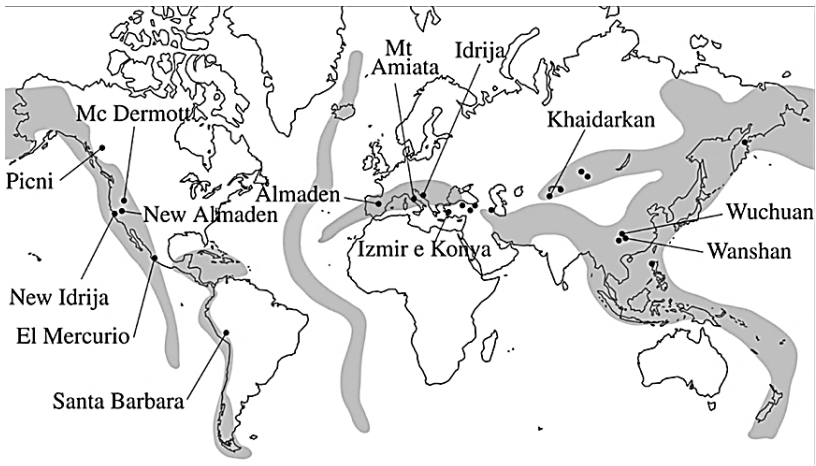 Mt
Amiata
Idrija
Mc Dermott
Khaidarkan
Picni
Almaden
New Almaden
Wuchuan
Izmir e Konya
Wanshan
New Idrija
El Mercurio
Santa Barbara